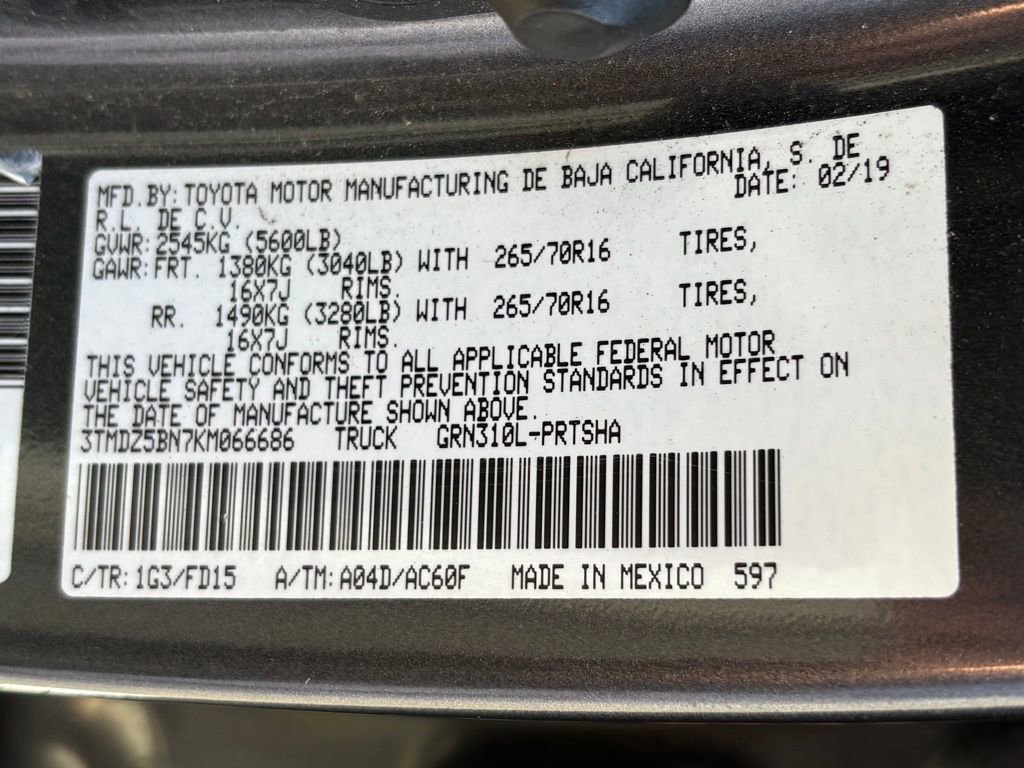 MFD.BY:TOYOTA MOTOR MANUFACTURING DE BAJA CALIFORNIA, S. DE
R.L. DE C.V. DATE: 02/19
GVWR:2545KG (5600LB)
GAWR:FRT. 1380KG (3040LB) WITH 265/70R16 TIRES,
16X7J RIMS.
RR. 1490KG (3280LB) WITH 265/70R16 TIRES,
16X7J RIMS.
THIS VEHICLE CONFORMS TO ALL APPLICABLE FEDERAL MOTOR
VEHICLE SAFETY AND THEFT PREVENTION STANDARDS IN EFFECT ON
THE DATE OF MANUFACTURE SHOWN ABOVE.
3TMDZ5BN7KM066686 TRUCK GRN310L-PRTSHA
C/TR:1G3/FD15 A/TM:A04D/AC60F MADE IN MEXICO 597